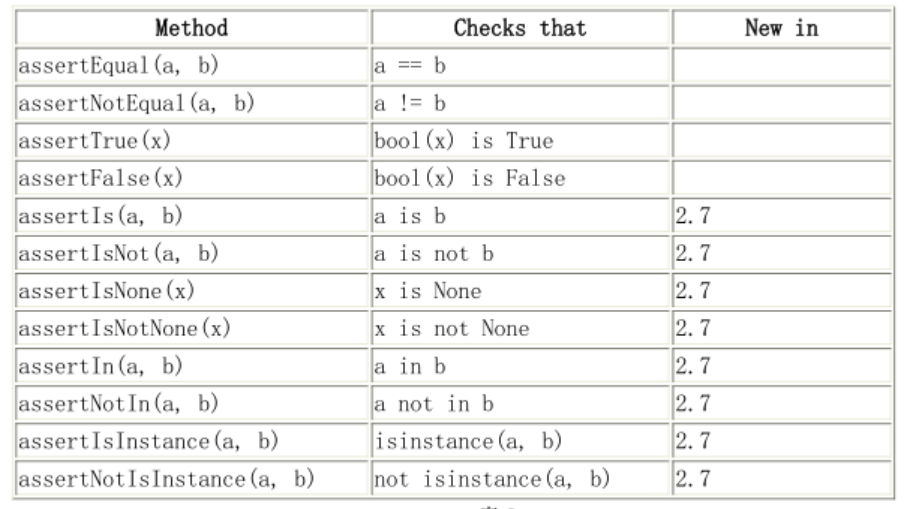 Method Checks that New in
assertEqual(a, b) a == b
assertNotEqual(a, b) a != b
assertTrue(x) bool(x) is True
assertFalse(x) bool(x) is False
assertIs(a, b) a is b 2.7
assertIsNot(a, b) a is not b 2.7
assertIsNone(x) x is None 2.7
assertIsNotNone(x) x is not None 2.7
assertIn(a, b) a in b 2.7
assertNotIn(a, b) a not in b 2.7
assertIsInstance(a, b) isinstance(a, b) 2.7
assertNotIsInstance(a, b) not isinstance(a, b) 2.7